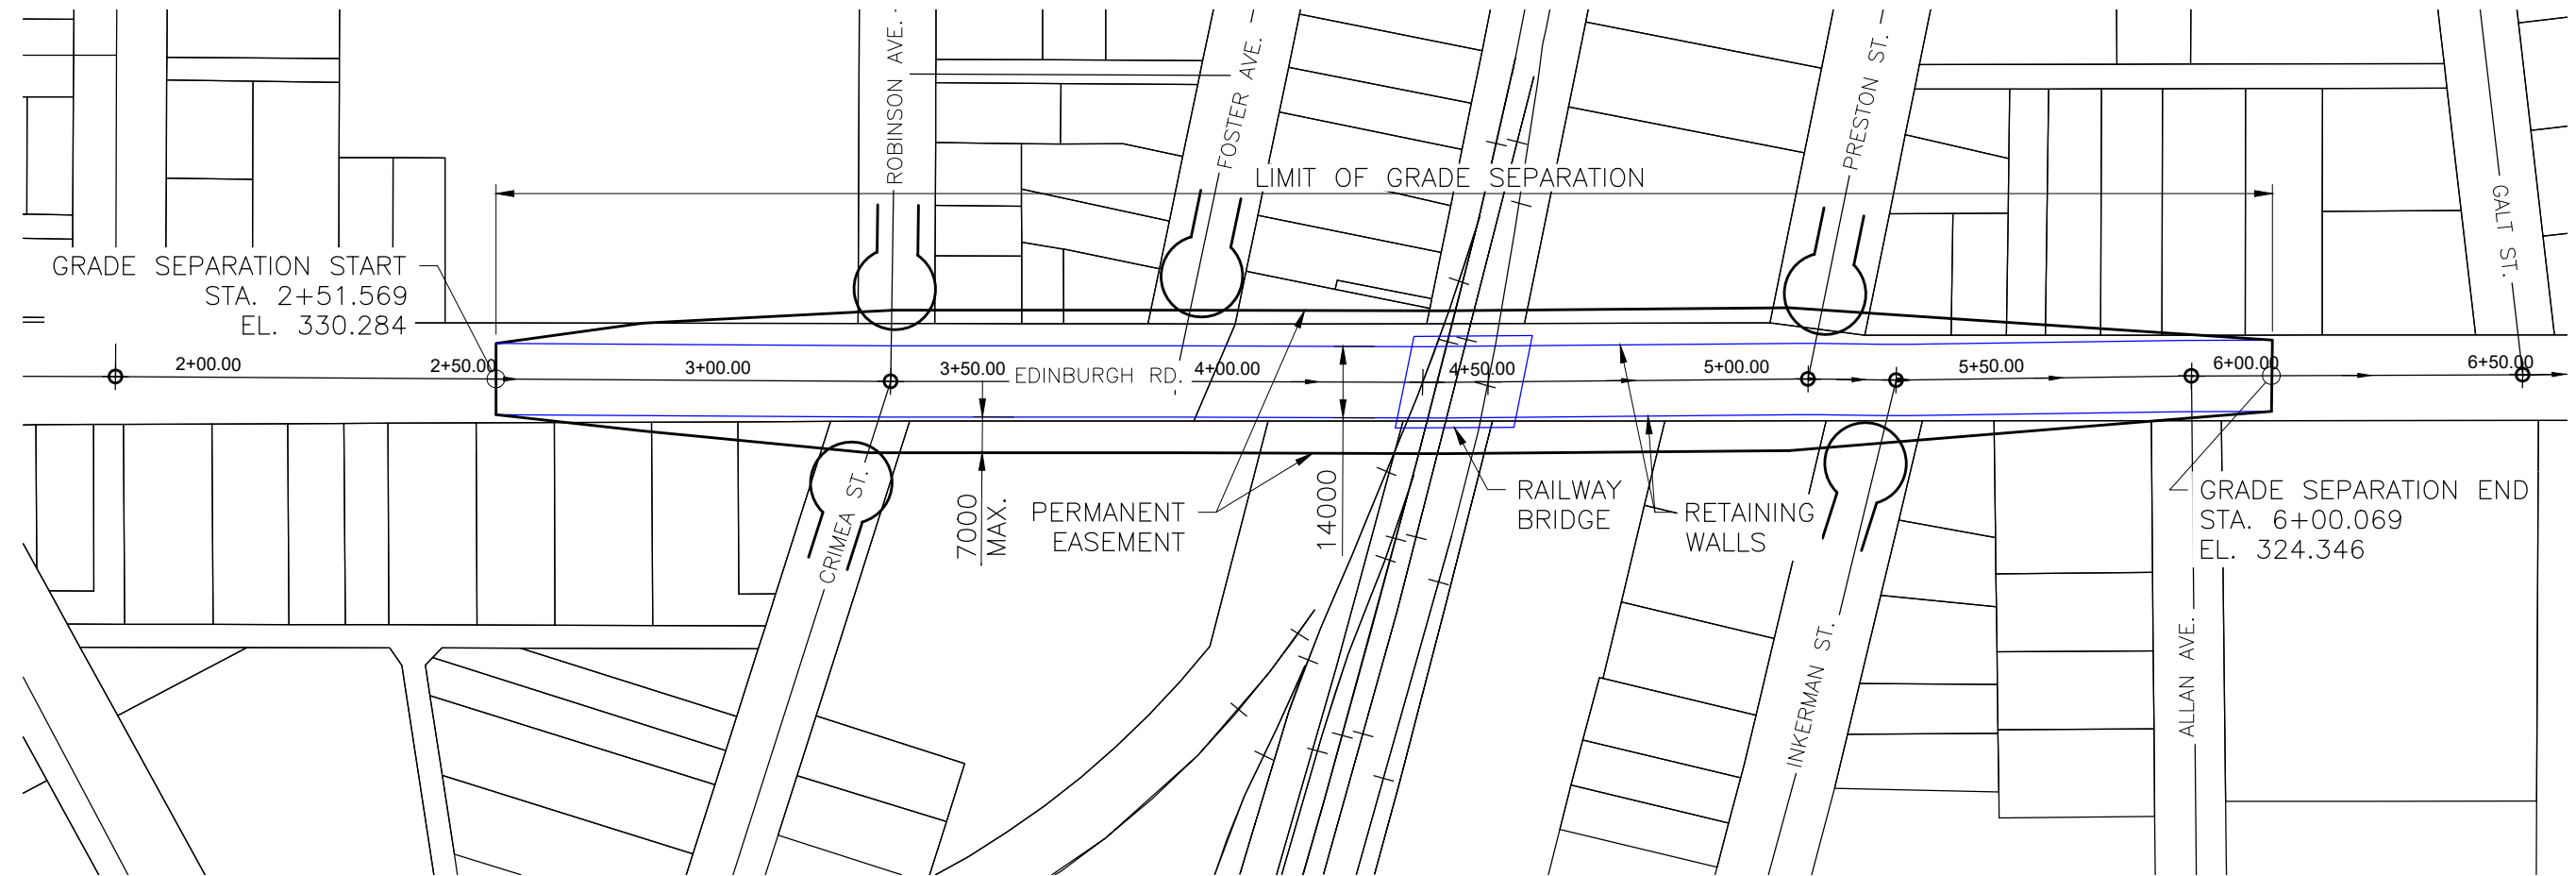 ROBINSON AVE.
FOSTER AVE.
PRESTON ST.
GALT ST.
LIMIT OF GRADE SEPARATION
GRADE SEPARATION START
STA. 2+51.569
EL. 330.284
2+00.00
2+50.00
3+00.00
3+50.00
EDINBURGH RD.
4+00.00
4+50.00
5+00.00
5+50.00
6+00.00
6+50.00
CRIMEA ST.
7000
MAX.
PERMANENT
EASEMENT
14000
RAILWAY
BRIDGE
RETAINING
WALLS
INKERMAN ST.
ALLAN AVE.
GRADE SEPARATION END
STA. 6+00.069
EL. 324.346